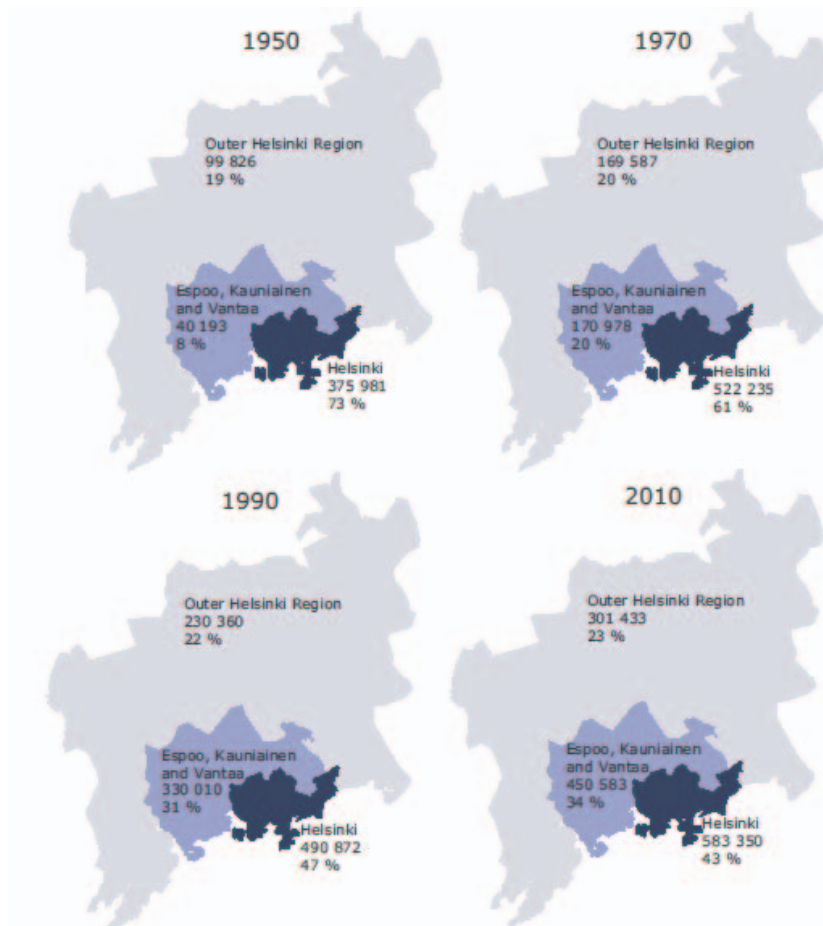 1950
Outer Helsinki Region
99 826
19 %
Espoo, Kauniainen
and Vantaa
40 193
8 %
Helsinki
375 981
73 %
1970
Outer Helsinki Region
169 587
20 %
Espoo, Kauniainen
and Vantaa
170 978
20 %
Helsinki
522 235
61 %
1990
Outer Helsinki Region
230 360
22 %
Espoo, Kauniainen
and Vantaa
330 010
31 %
Helsinki
490 872
47 %
2010
Outer Helsinki Region
301 433
23 %
Espoo, Kauniainen
and Vantaa
450 583
34 %
Helsinki
583 350
43 %